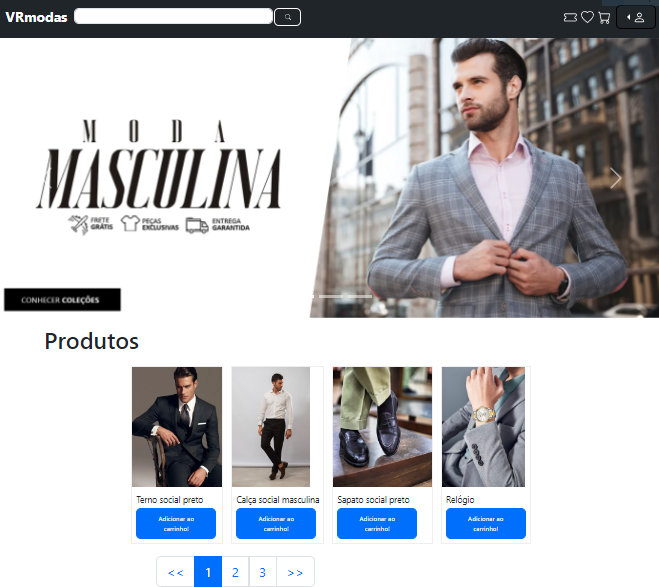 VRmodas
MODA
MASCULINA
FRETE GRÁTIS
PEÇAS EXCLUSIVAS
ENTREGA GARANTIDA
CONHECER COLEÇÕES
Produtos
Terno social preto
Calça social masculina
Sapato social preto
Relógio
Adicionar ao carrinho!
Adicionar ao carrinho!
Adicionar ao carrinho!
Adicionar ao carrinho!
<< 1 2 3 >>